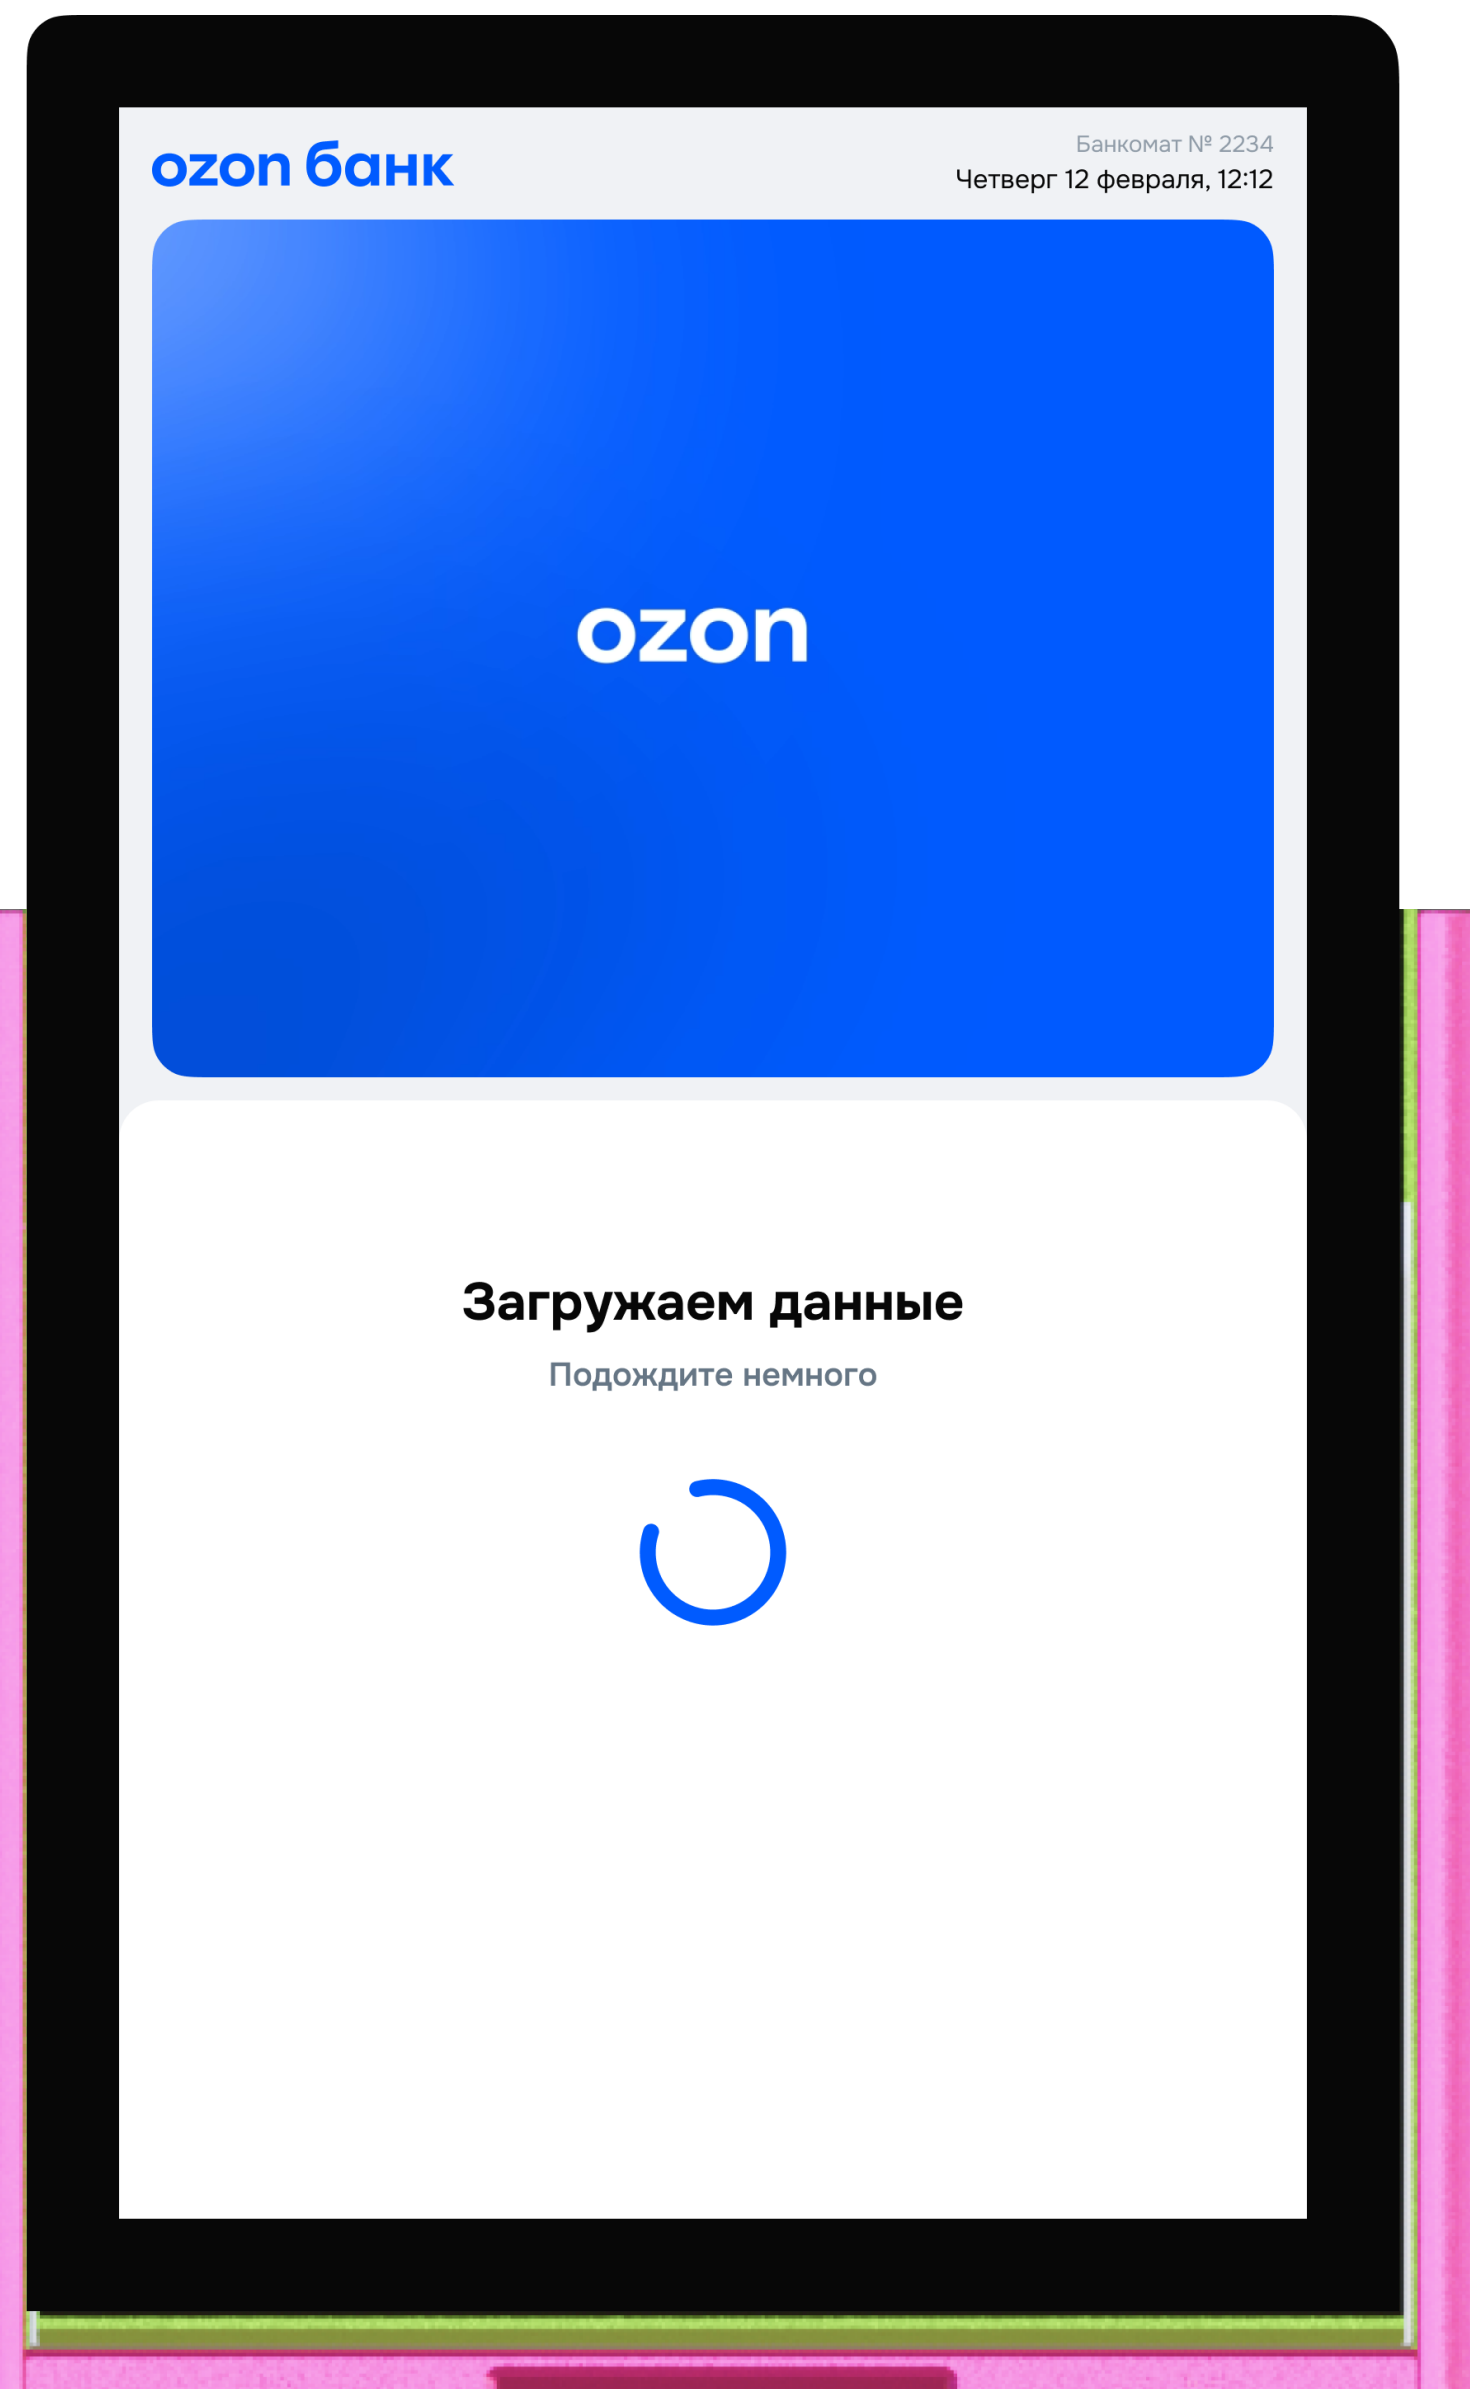 ozon банк
Банкомат № 2234
Четверг 12 февраля, 12:12
ozon
Загружаем данные
Подождите немного